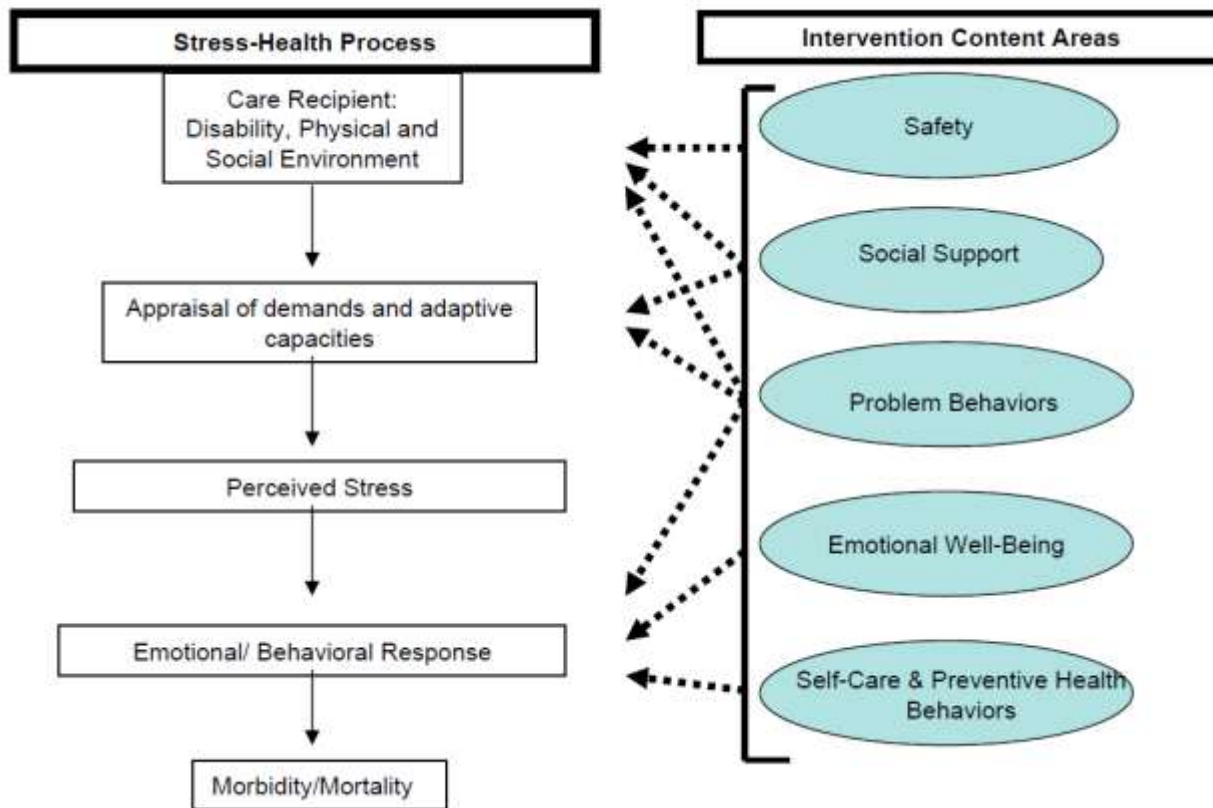 Stress-Health Process
Care Recipient:
Disability, Physical and
Social Environment
Appraisal of demands and adaptive
capacities
Perceived Stress
Emotional/ Behavioral Response
Morbidity/Mortality
Intervention Content Areas
Safety
Social Support
Problem Behaviors
Emotional Well-Being
Self-Care & Preventive Health
Behaviors